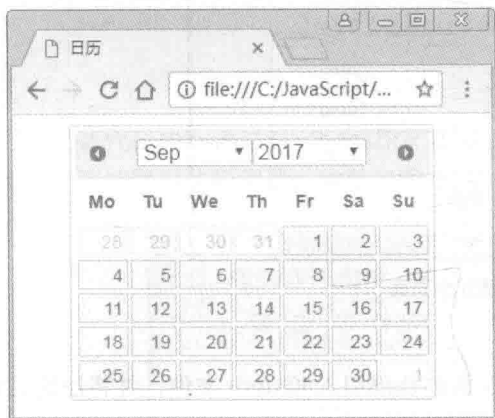 日历
file:///C:/JavaScript/...
Sep 2017
Mo Tu We Th Fr Sa Su
28 29 30 31 1 2 3
4 5 6 7 8 9 10
11 12 13 14 15 16 17
18 19 20 21 22 23 24
25 26 27 28 29 30 1